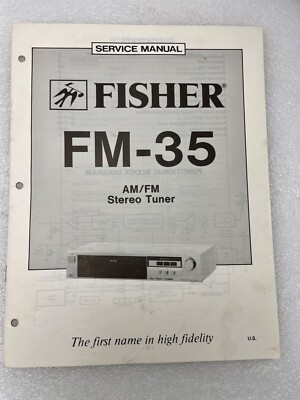 SERVICE MANUAL
FISHER®
FM-35
AM/FM
Stereo Tuner
The first name in high fidelity
U.S.